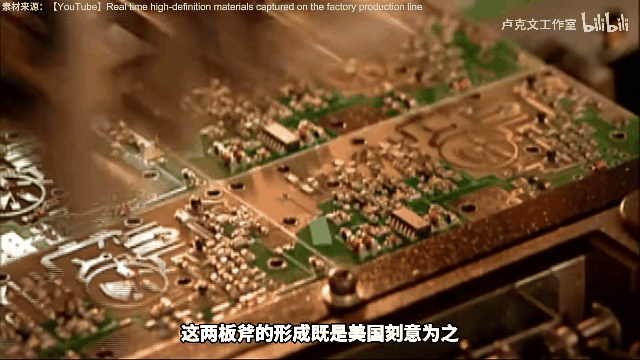 素材来源：【YouTube】Real time high-definition materials captured on the factory production line
卢克文工作室 bilibili
这两板斧的形成既是美国刻意为之